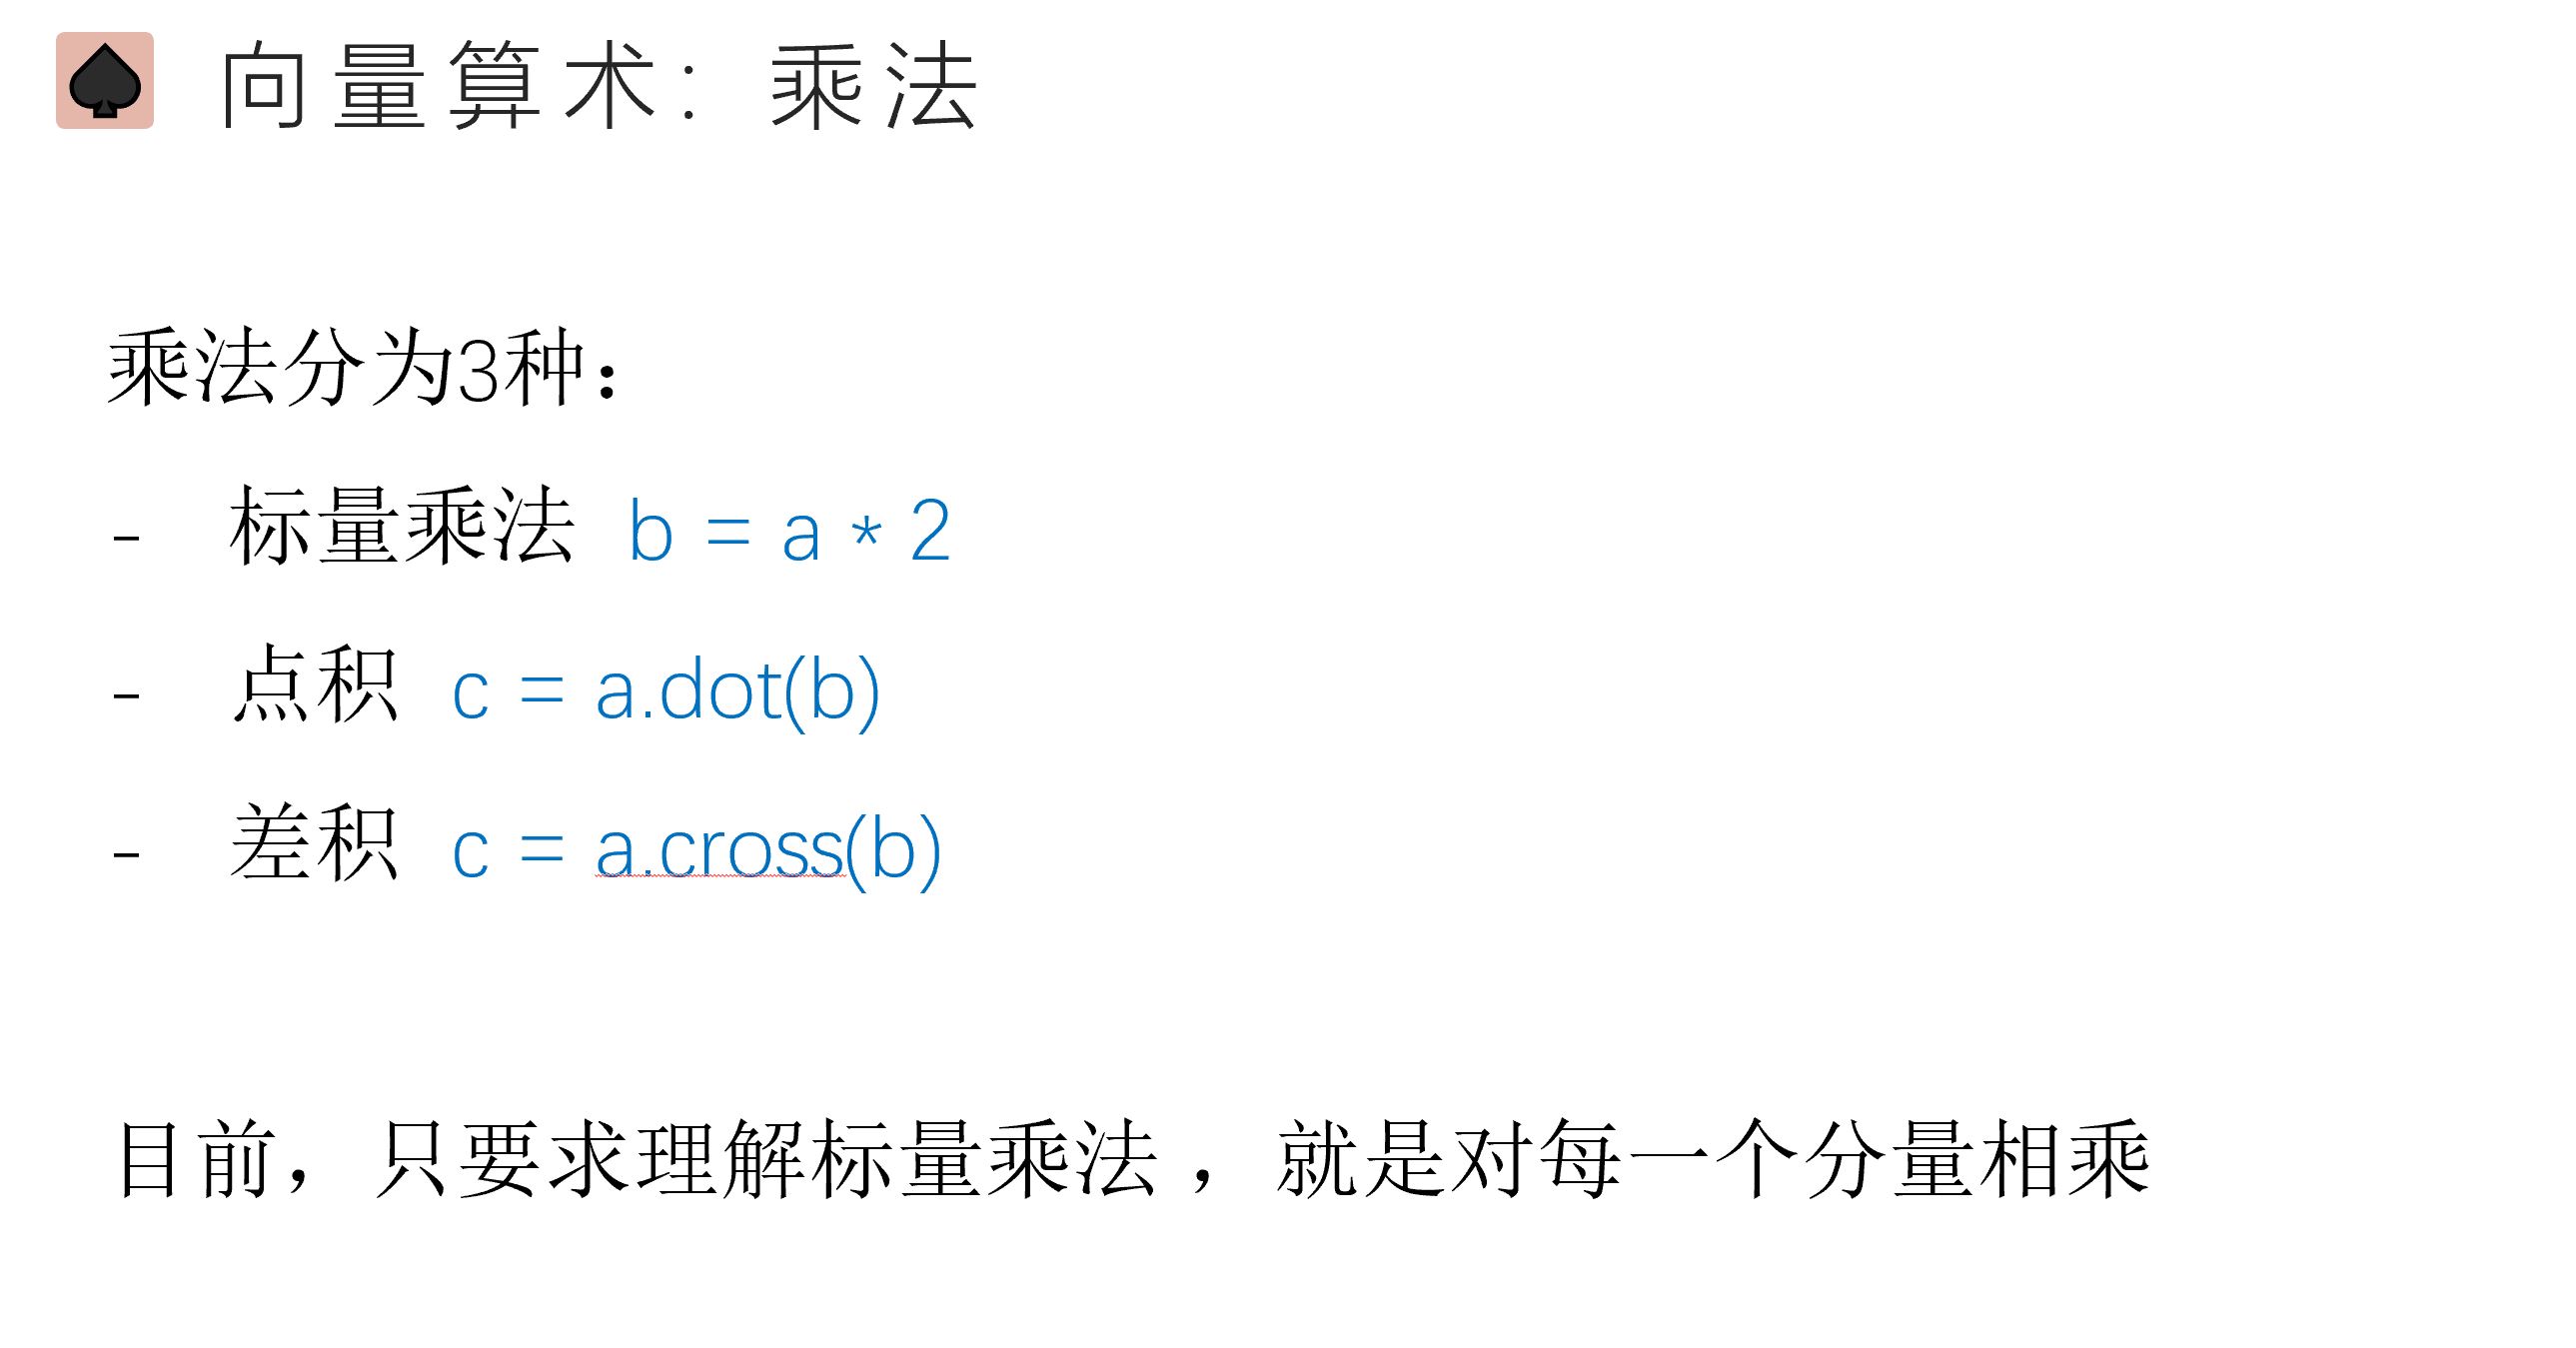 向量算术：乘法
乘法分为3种：
- 标量乘法 b = a * 2
- 点积 c = a.dot(b)
- 差积 c = a.cross(b)
目前，只要求理解标量乘法 ，就是对每一个分量相乘